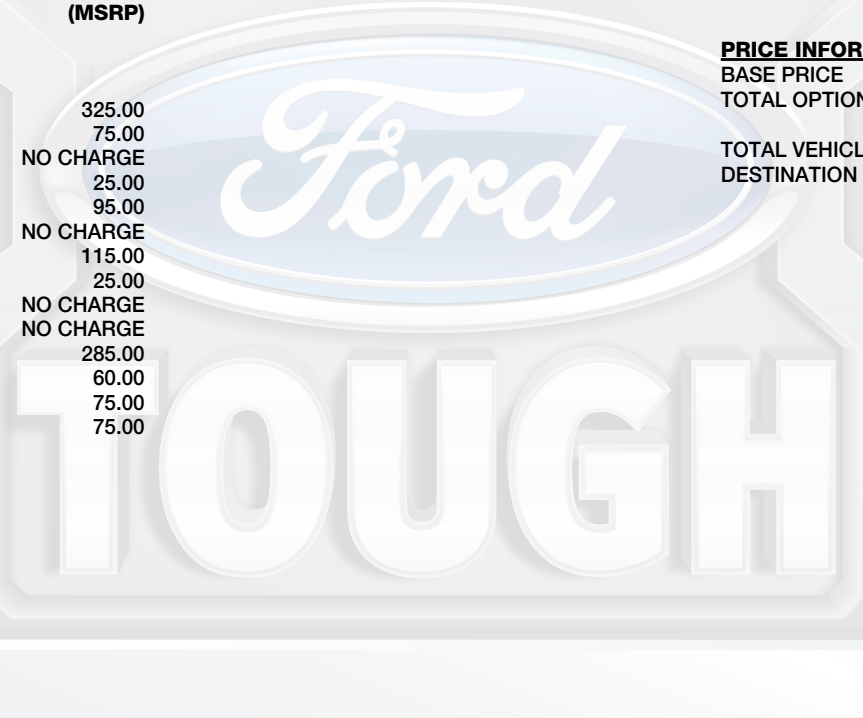 (MSRP)
325.00
75.00
NO CHARGE
25.00
95.00
NO CHARGE
115.00
25.00
NO CHARGE
NO CHARGE
285.00
60.00
75.00
75.00
PRICE INFOR
BASE PRICE
TOTAL OPTION
TOTAL VEHICL
DESTINATION
Ford
TOUGH